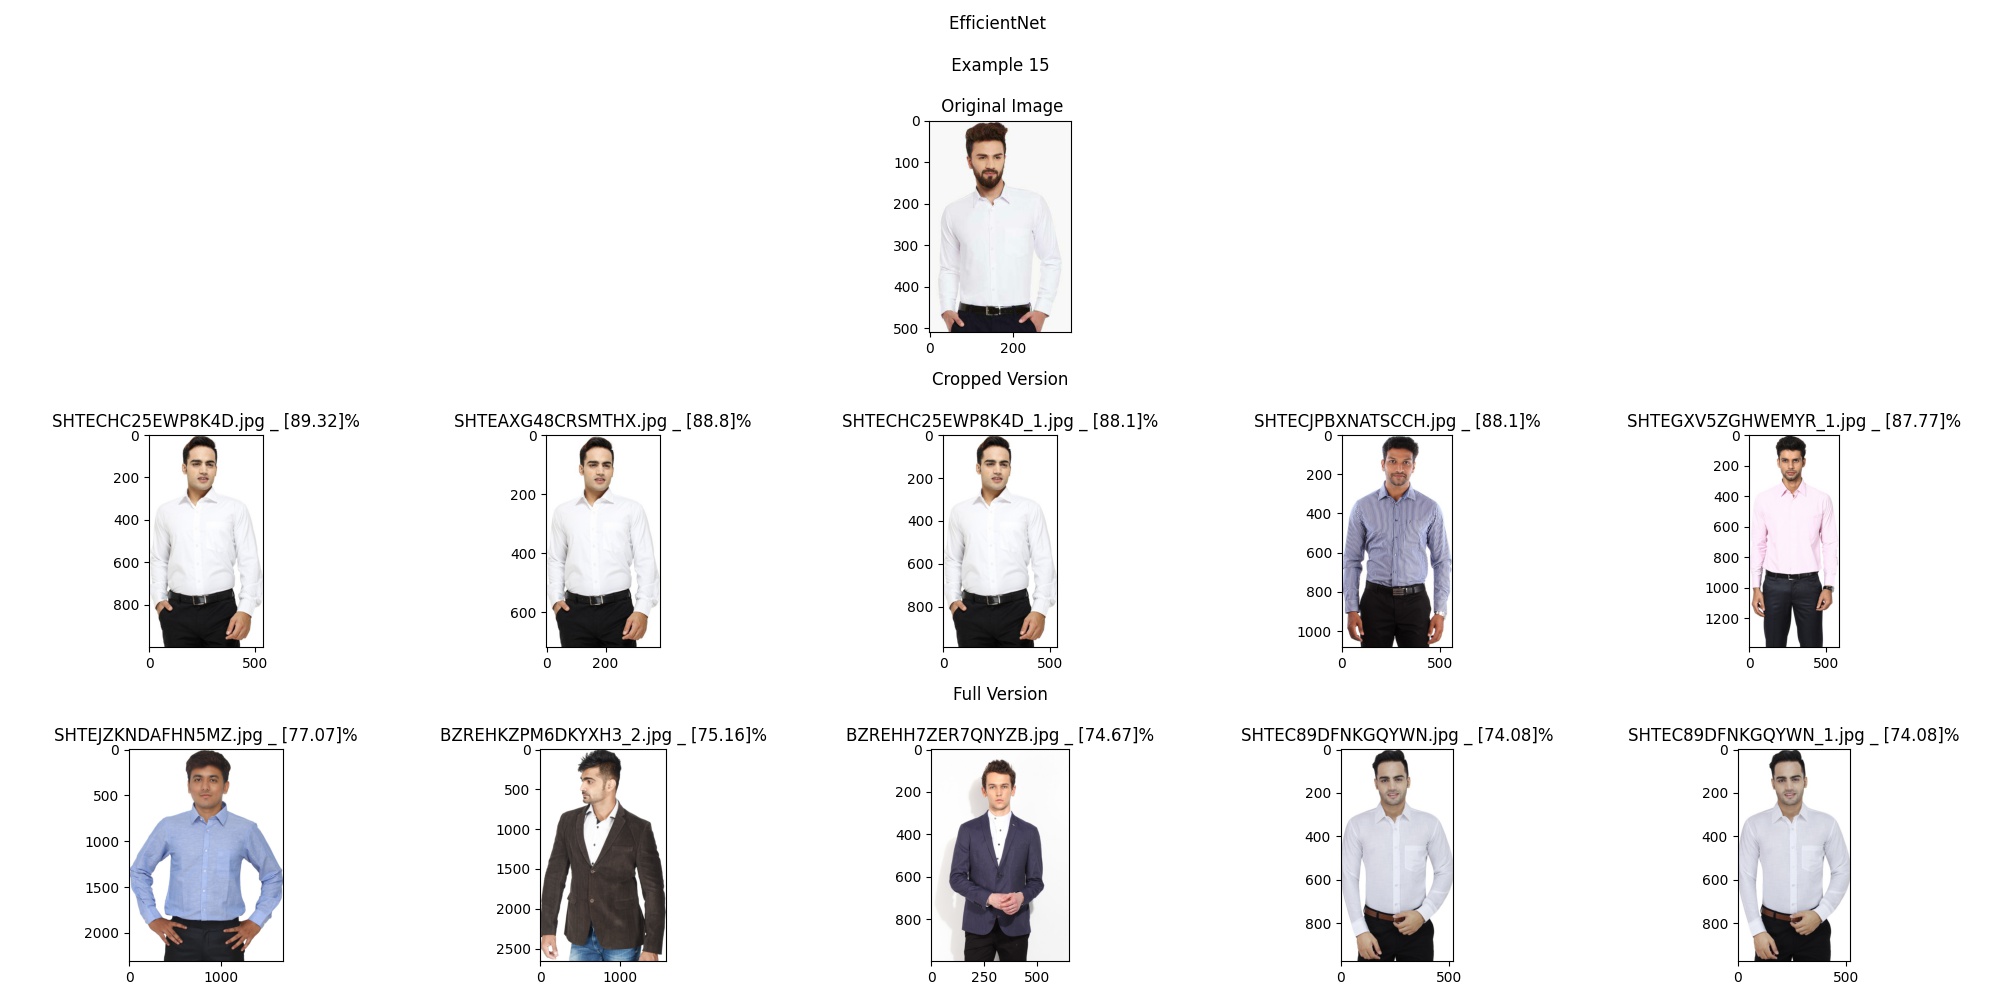 EfficientNet
Example 15
Original Image
0
100
200
300
400
500
0 200
Cropped Version
SHTECHC25EWP8K4D.jpg _ [89.32]% SHTEAXG48CRSMTHX.jpg _ [88.8]% SHTECHC25EWP8K4D_1.jpg _ [88.1]% SHTECJPBXNATSCCH.jpg _ [88.1]% SHTEGXV5ZGHWEMYR_1.jpg _ [87.77]%
0 0 0 0 0
200 200 200 200 200
400 400 400 400 400
600 600 600 600 600
800 800 800 800
1000 1000
1200
0 500 0 200 0 500 0 500 0 500
Full Version
SHTEJZKNDAFHN5MZ.jpg _ [77.07]% BZREHKZPM6DKYXH3_2.jpg _ [75.16]% BZREHH7ZER7QNYZB.jpg _ [74.67]% SHTEC89DFNKGQYWN.jpg _ [74.08]% SHTEC89DFNKGQYWN_1.jpg _ [74.08]%
0 0 0 0 0
500 500 200 200 200
1000 1000 400 400 400
1500 1500 600 600 600
2000 2000 800 800 800
2500
0 1000 0 1000 0 250 500 0 500 0 500